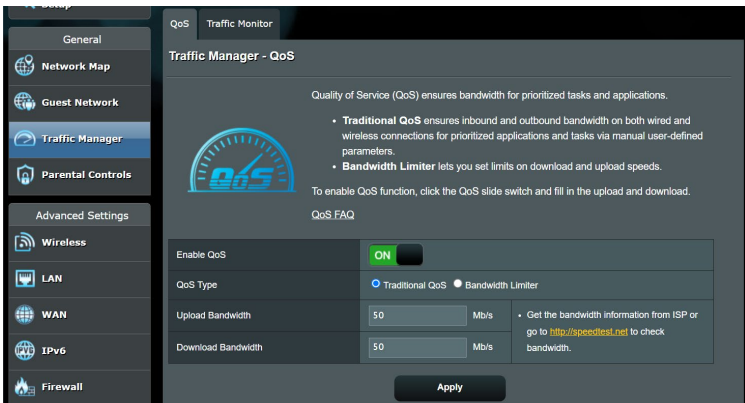 Setup
General
Network Map
Guest Network
Traffic Manager
Parental Controls
Advanced Settings
Wireless
LAN
WAN
IPv6
Firewall
QoS
Traffic Monitor
Traffic Manager - QoS
QoS
Quality of Service (QoS) ensures bandwidth for prioritized tasks and applications.
• Traditional QoS ensures inbound and outbound bandwidth on both wired and
wireless connections for prioritized applications and tasks via manual user-defined
parameters.
• Bandwidth Limiter lets you set limits on download and upload speeds.
To enable QoS function, click the QoS slide switch and fill in the upload and download.
QoS FAQ
Enable QoS
ON
QoS Type
Traditional QoS
Bandwidth Limiter
Upload Bandwidth
50
Mb/s
Download Bandwidth
50
Mb/s
• Get the bandwidth information from ISP or
go to http://speedtest.net to check
bandwidth.
Apply